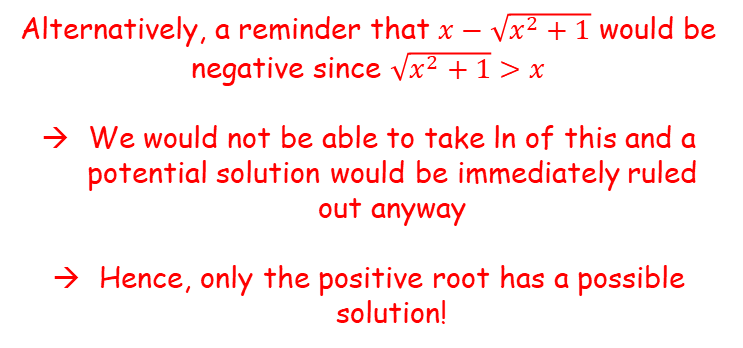 Alternatively, a reminder that x − √x² + 1 would be
negative since √x² + 1 > x
→ We would not be able to take ln of this and a
potential solution would be immediately ruled
out anyway
→ Hence, only the positive root has a possible
solution!